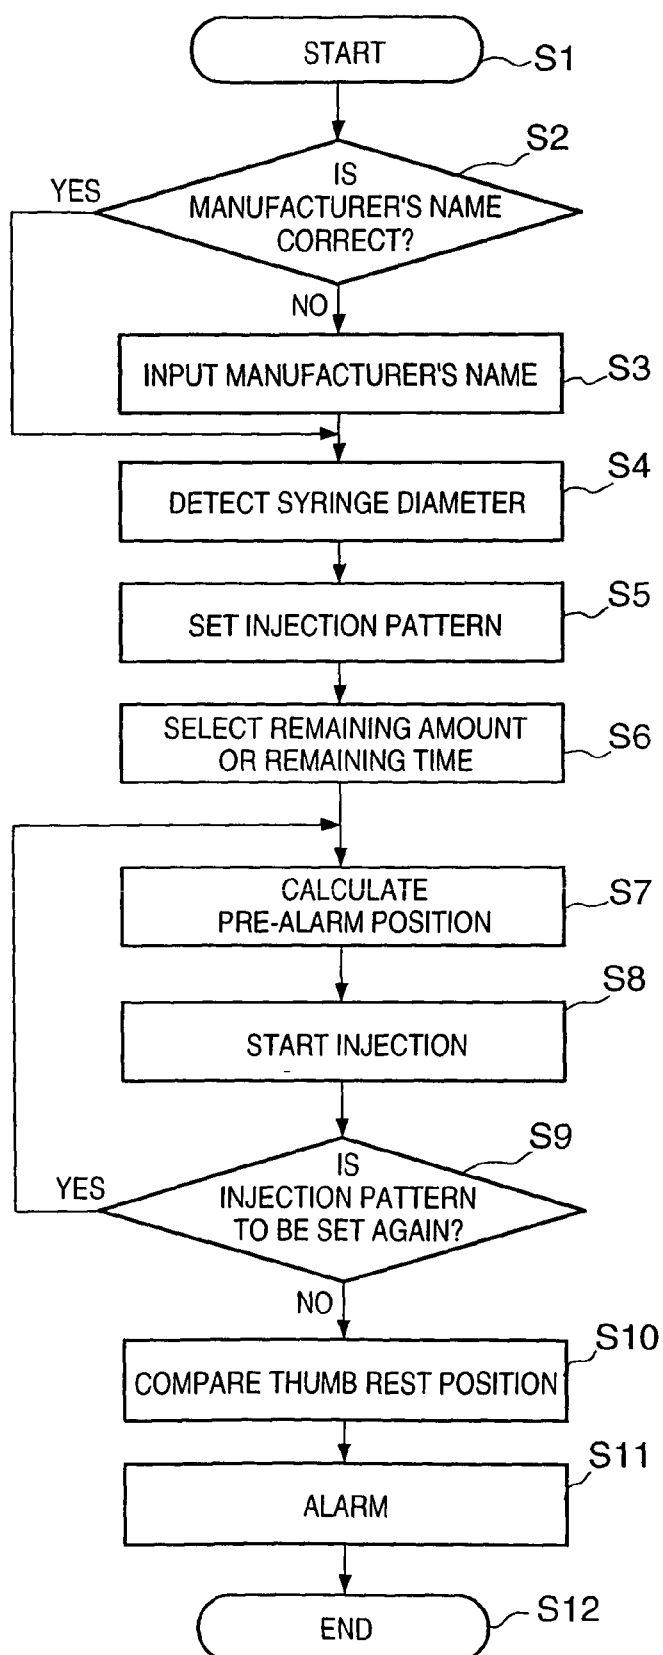 START
S1
S2
YES
IS
MANUFACTURER'S NAME
CORRECT?
NO
INPUT MANUFACTURER'S NAME
S3
DETECT SYRINGE DIAMETER
S4
SET INJECTION PATTERN
S5
SELECT REMAINING AMOUNT
OR REMAINING TIME
S6
CALCULATE
PRE-ALARM POSITION
S7
START INJECTION
S8
S9
YES
IS
INJECTION PATTERN
TO BE SET AGAIN?
NO
COMPARE THUMB REST POSITION
S10
ALARM
S11
END
S12